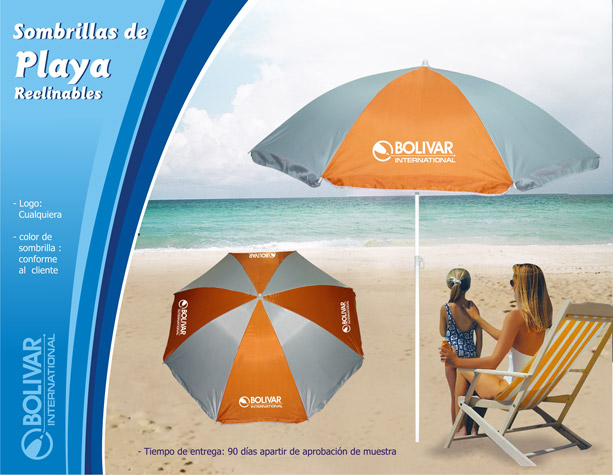 Sombrillas de
Playa
Reclinables
- Logo:
Cualquiera
- color de
sombrilla :
conforme
al cliente
BOLIVAR
INTERNATIONAL
BOLIVAR
INTERNATIONAL
BOLIVAR
INTERNATIONAL
BOLIVAR
INTERNATIONAL
BOLIVAR
INTERNATIONAL
BOLIVAR
INTERNATIONAL
- Tiempo de entrega: 90 días apartir de aprobación de muestra